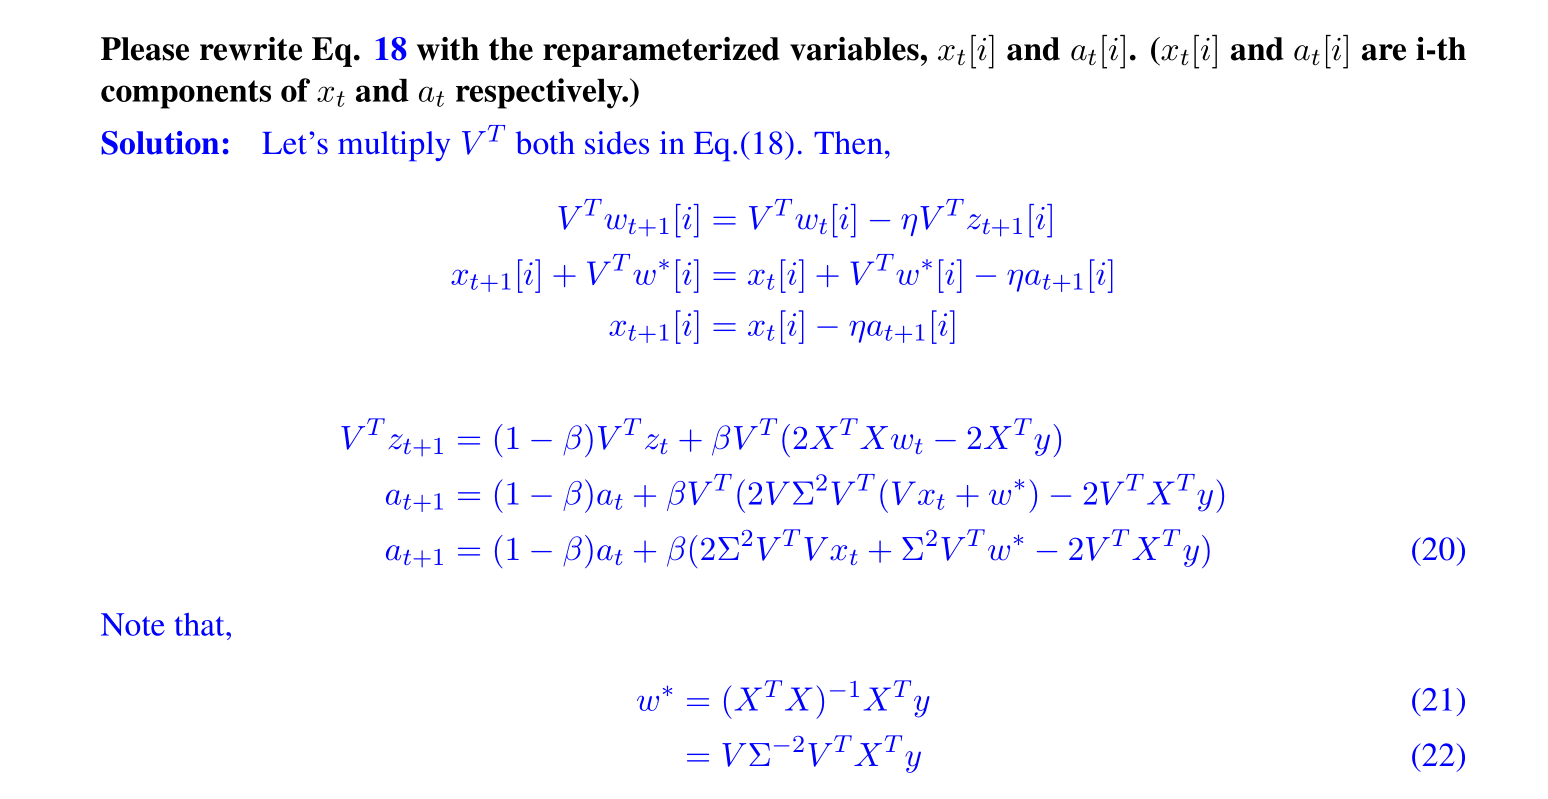 Please rewrite Eq. 18 with the reparameterized variables, $x_t[i]$ and $a_t[i]$. ($x_t[i]$ and $a_t[i]$ are i-th
components of $x_t$ and $a_t$ respectively.)
Solution: Let's multiply $V^T$ both sides in Eq.(18). Then,
$V^T w_{t+1}[i] = V^T w_t[i] - \eta V^T z_{t+1}[i]$
$x_{t+1}[i] + V^T w^*[i] = x_t[i] + V^T w^*[i] - \eta a_{t+1}[i]$
$x_{t+1}[i] = x_t[i] - \eta a_{t+1}[i]$
$V^T z_{t+1} = (1 - \beta)V^T z_t + \beta V^T(2X^T X w_t - 2X^T y)$
$a_{t+1} = (1 - \beta)a_t + \beta V^T(2V\Sigma^2 V^T(V x_t + w^*) - 2V^T X^T y)$
$a_{t+1} = (1 - \beta)a_t + \beta(2\Sigma^2 V^T V x_t + \Sigma^2 V^T w^* - 2V^T X^T y)$ (20)
Note that,
$w^* = (X^T X)^{-1} X^T y$ (21)
$= V\Sigma^{-2} V^T X^T y$ (22)